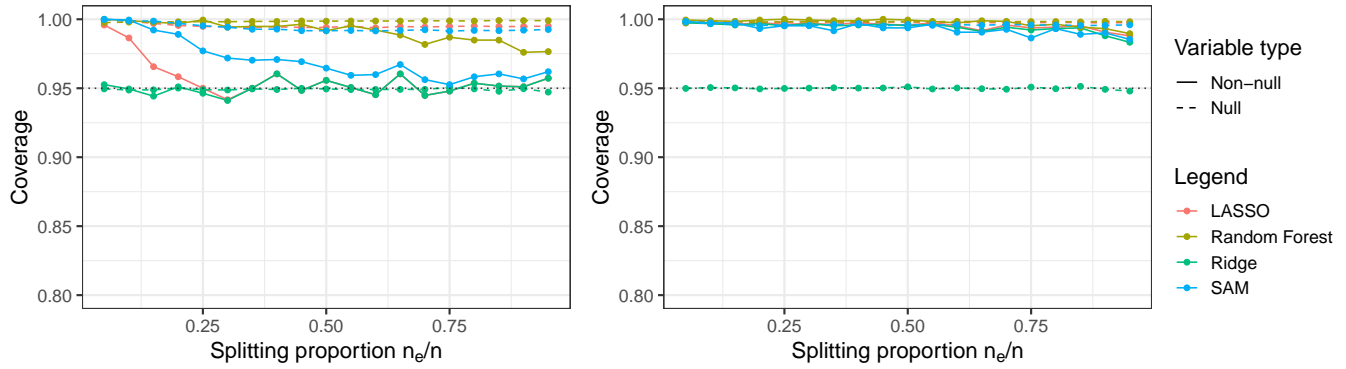 1.00
0.95
0.90
0.85
0.80
Coverage
0.25
0.50
0.75
Splitting proportion nₑ/n
1.00
0.95
0.90
0.85
0.80
Coverage
0.25
0.50
0.75
Splitting proportion nₑ/n
Variable type
Non−null
Null
Legend
LASSO
Random Forest
Ridge
SAM